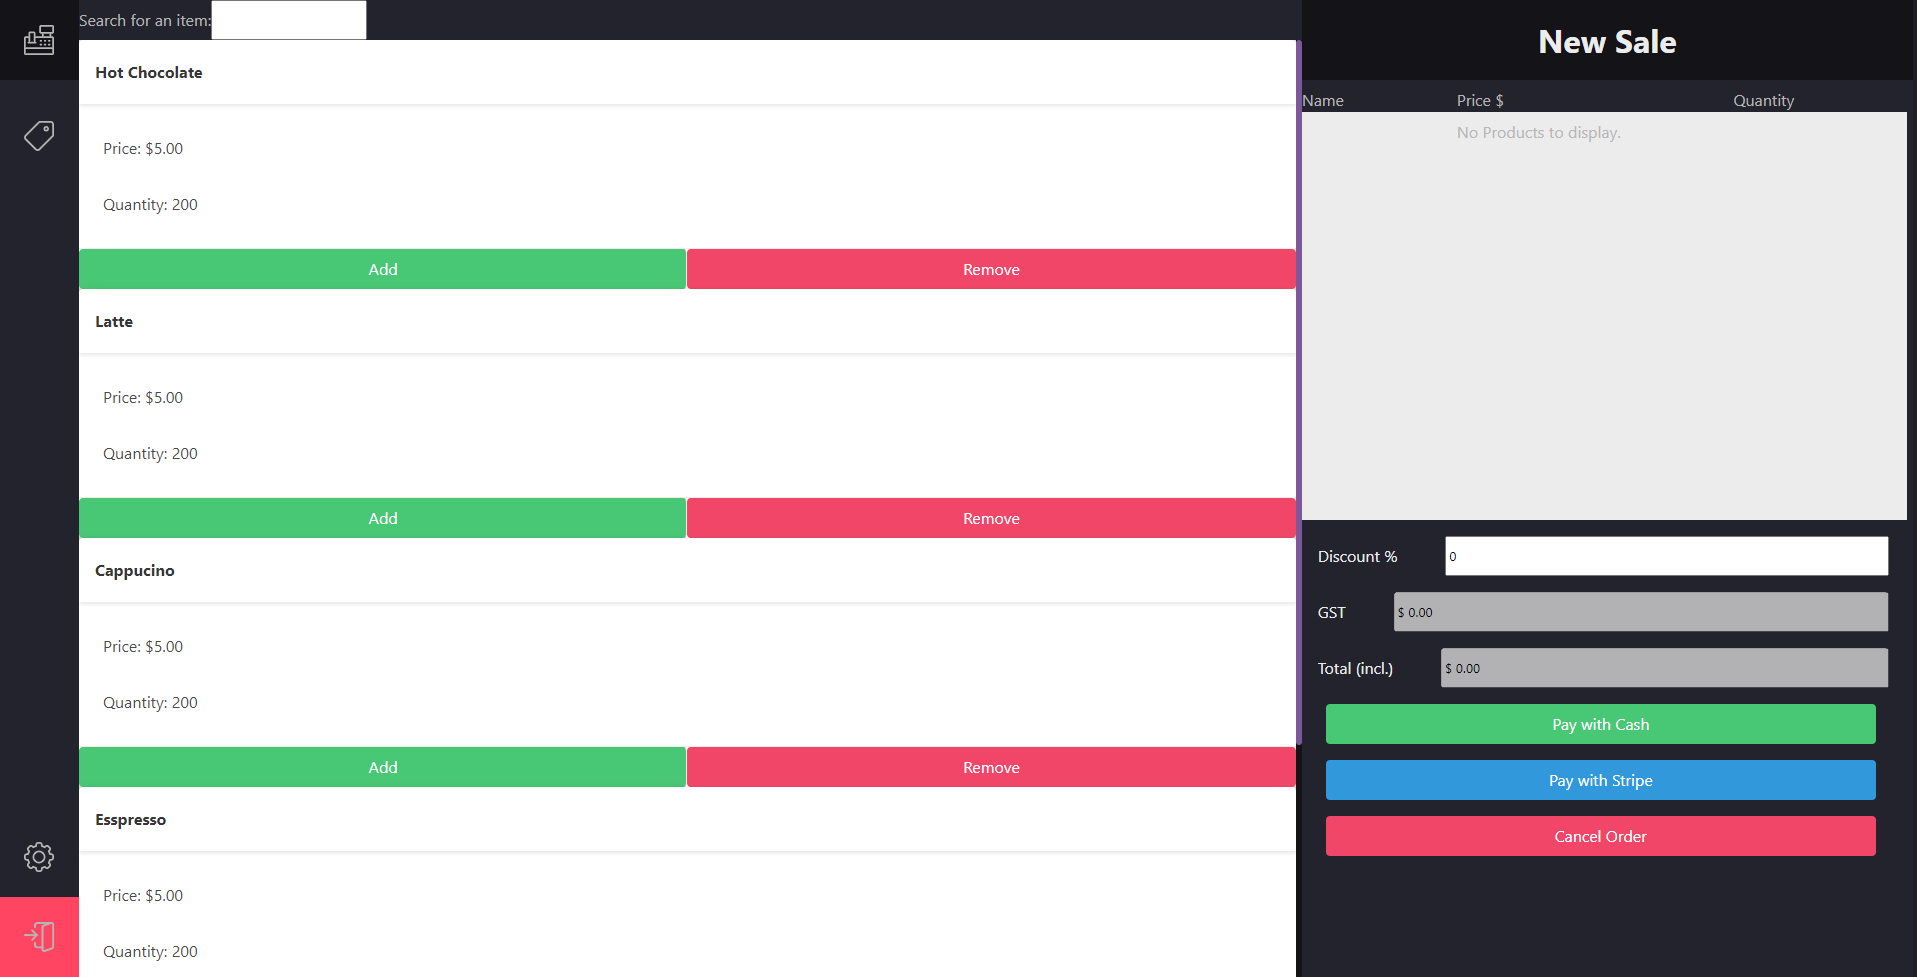 Search for an item:
Hot Chocolate
Price: $5.00
Quantity: 200
Add
Remove
Latte
Price: $5.00
Quantity: 200
Add
Remove
Cappucino
Price: $5.00
Quantity: 200
Add
Remove
Esspresso
Price: $5.00
Quantity: 200
New Sale
Name Price $ Quantity
No Products to display.
Discount % 0
GST $ 0.00
Total (incl.) $ 0.00
Pay with Cash
Pay with Stripe
Cancel Order